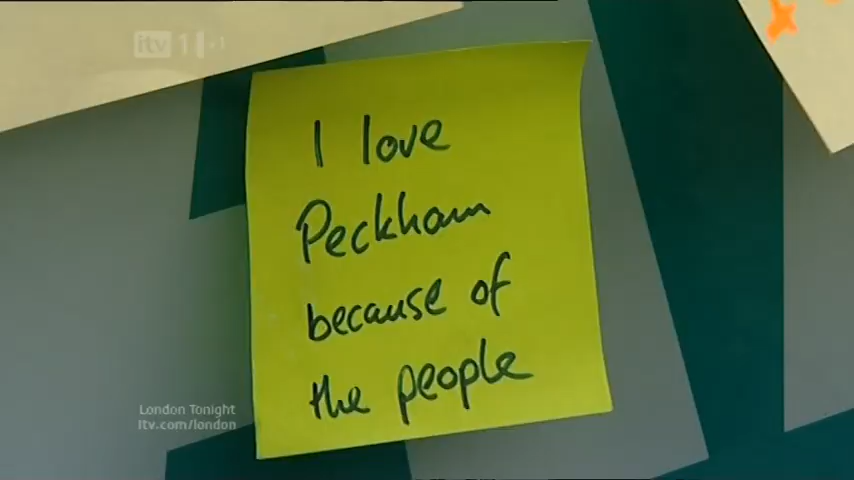 itv 1 +1
I love
Peckham
because of
the people
London Tonight
itv.com/london